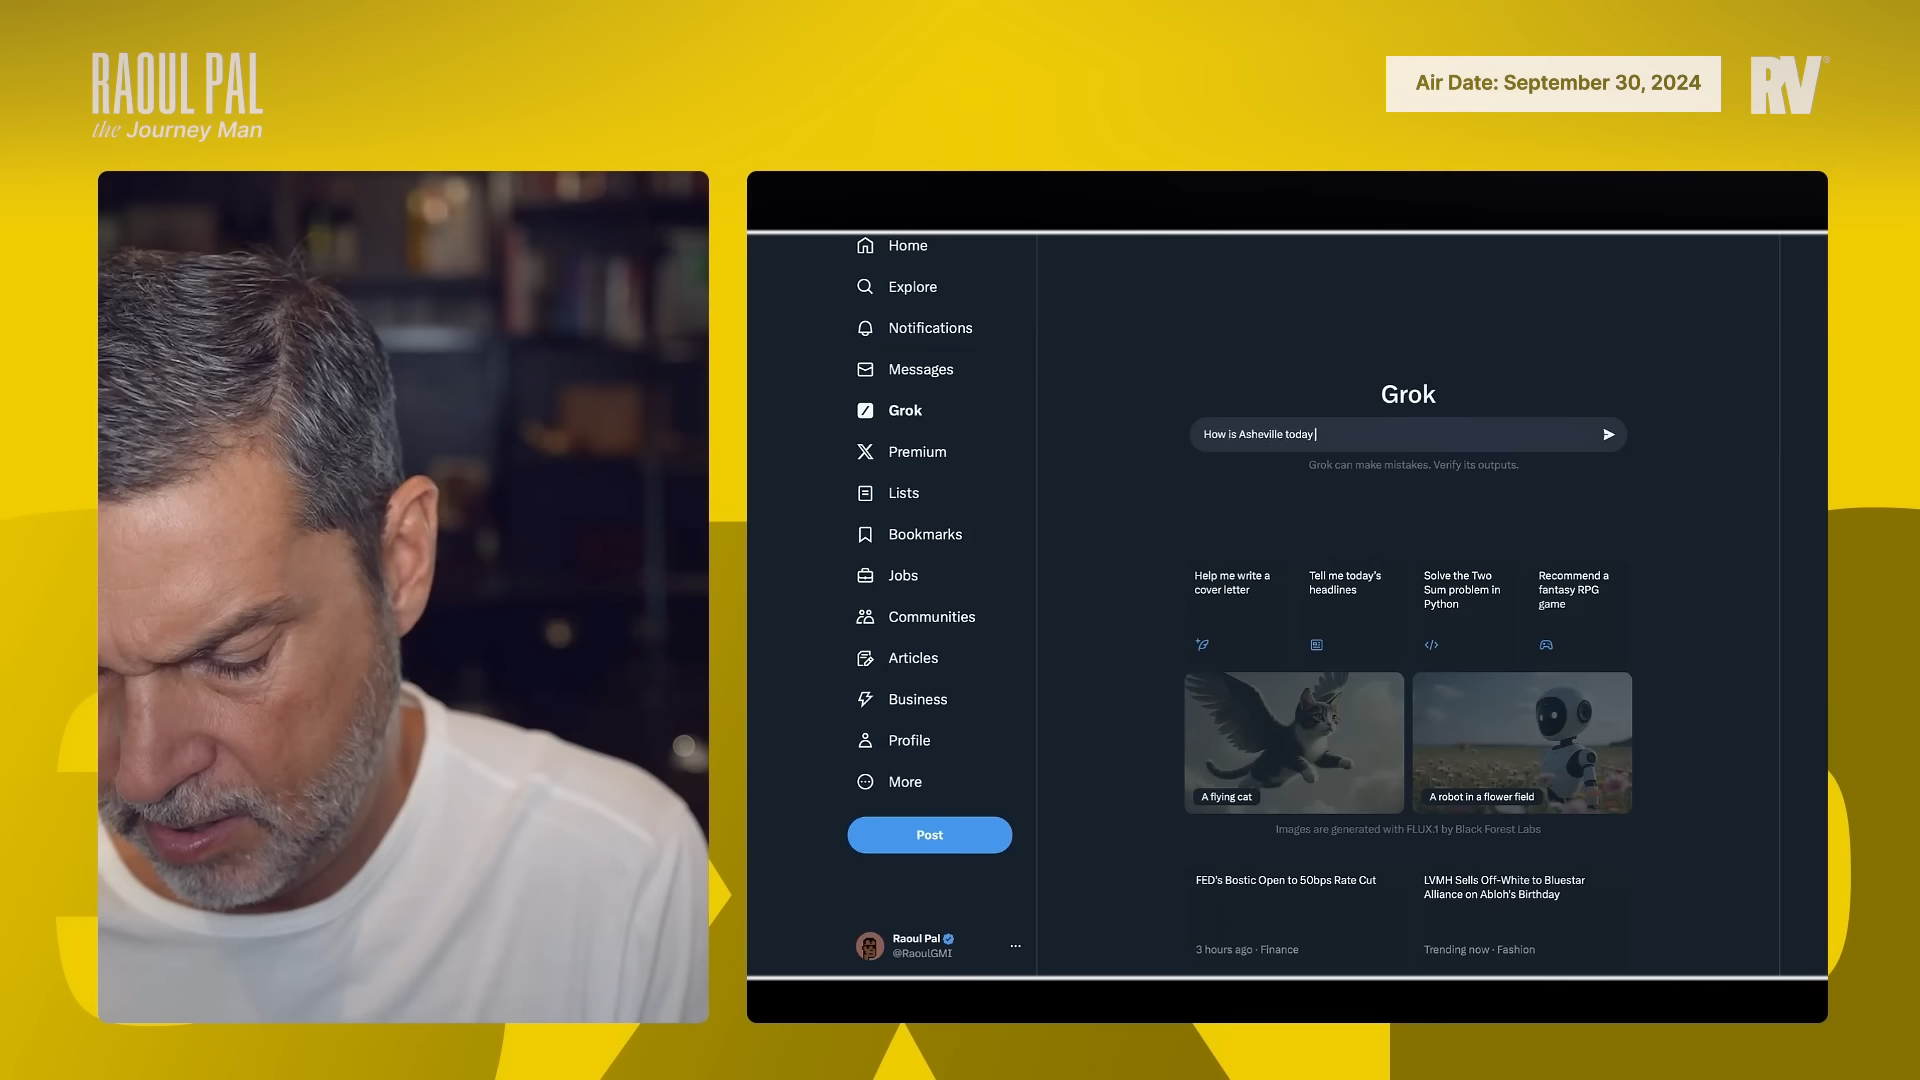 RAOUL PAL
the Journey Man
Air Date: September 30, 2024
RV®
Home
Explore
Notifications
Messages
Grok
Premium
Lists
Bookmarks
Jobs
Communities
Articles
Business
Profile
More
Post
Raoul Pal
@RaoulGMI
Grok
How is Asheville today
Grok can make mistakes. Verify its outputs.
Help me write a
cover letter
Tell me today's
headlines
Solve the Two
Sum problem in
Python
Recommend a
fantasy RPG
game
A flying cat
A robot in a flower field
Images are generated with FLUX.1 by Black Forest Labs
FED's Bostic Open to 50bps Rate Cut
3 hours ago · Finance
LVMH Sells Off-White to Bluestar
Alliance on Abloh's Birthday
Trending now · Fashion